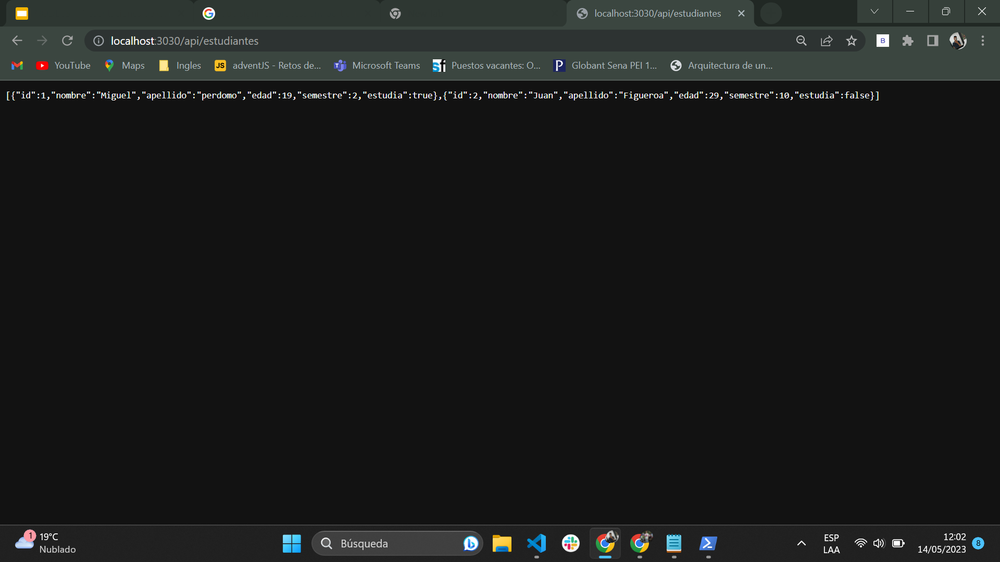 localhost:3030/api/estudiantes
localhost:3030/api/estudiantes
B
YouTube
Maps
Ingles
JS adventJS - Retos de...
Microsoft Teams
sf Puestos vacantes: O...
P Globant Sena PEI 1...
Arquitectura de un...
[{"id":1,"nombre":"Miguel","apellido":"perdomo","edad":19,"semestre":2,"estudia":true},{"id":2,"nombre":"Juan","apellido":"Figueroa","edad":29,"semestre":10,"estudia":false}]
1
19°C
Nublado
Búsqueda
ESP
LAA
12:02
14/05/2023
8